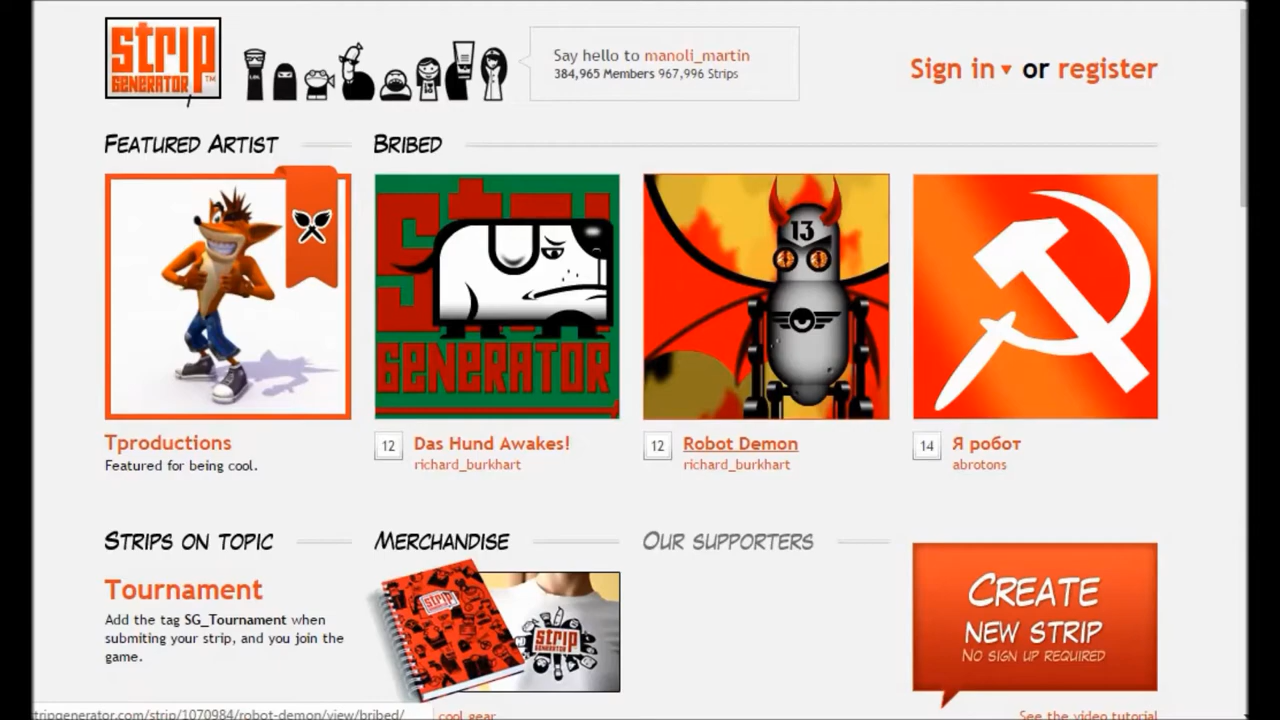 strip
GENERATOR™
Say hello to manoli_martin
384,965 Members 967,996 Strips
Sign in▾ or register
FEATURED ARTIST
BRIBED
GENERATOR
13
Tproductions
Featured for being cool.
12
Das Hund Awakes!
richard_burkhart
12
Robot Demon
richard_burkhart
14
Я робот
abrotons
STRIPS ON TOPIC
MERCHANDISE
OUR SUPPORTERS
Tournament
Add the tag SG_Tournament when
submiting your strip, and you join the
game.
strip
strip
CREATE
NEW STRIP
NO SIGN UP REQUIRED
tripgenerator.com/strip/1070984/robot-demon/view/bribed/
cool gear
See the video tutorial